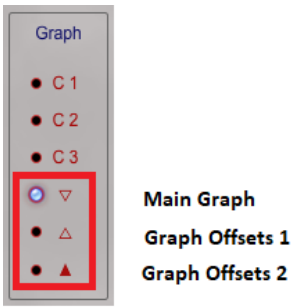 Graph
C 1
C 2
C 3
▽ Main Graph
△ Graph Offsets 1
▲ Graph Offsets 2